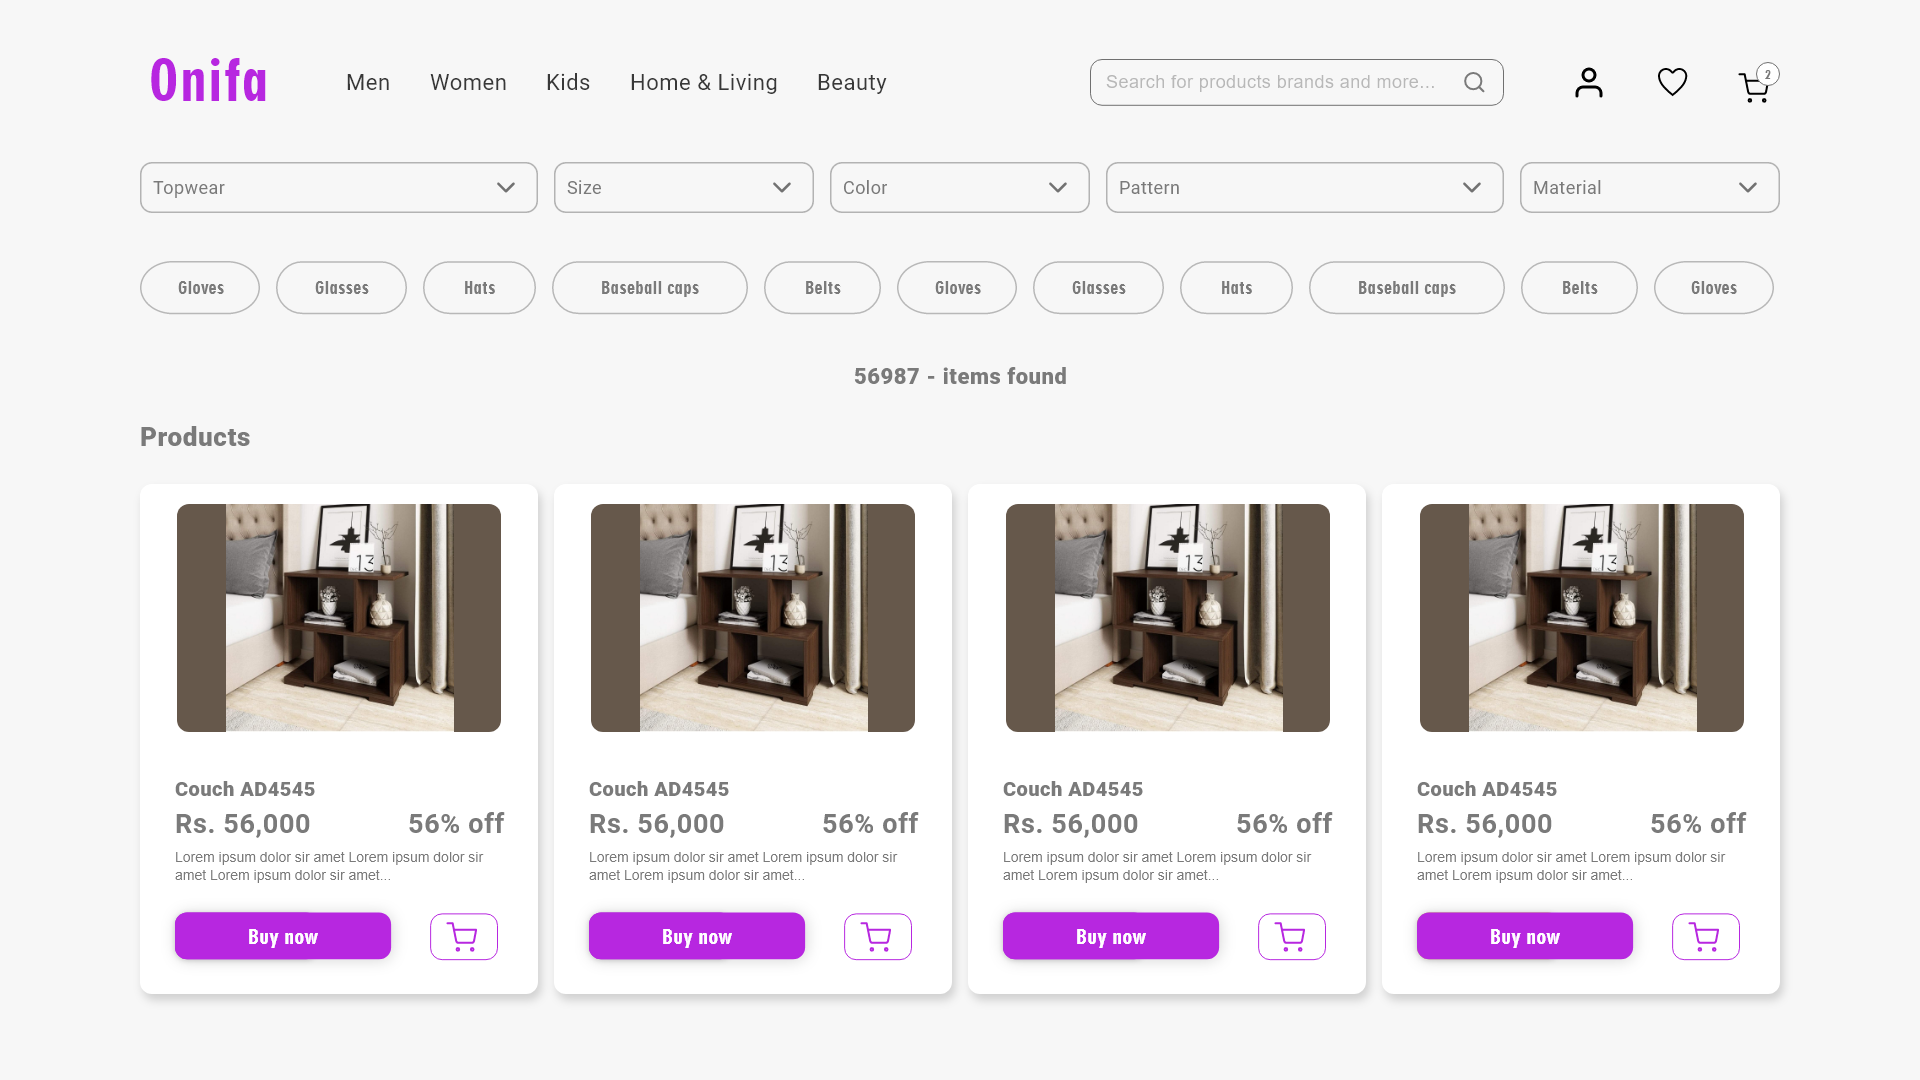 Onifa
Men Women Kids Home & Living Beauty
Search for products brands and more...
2
Topwear Size Color Pattern Material
Gloves Glasses Hats Baseball caps Belts Gloves Glasses Hats Baseball caps Belts Gloves
56987 - items found
Products
13 13 13 13
Couch AD4545 Couch AD4545 Couch AD4545 Couch AD4545
Rs. 56,000 56% off Rs. 56,000 56% off Rs. 56,000 56% off Rs. 56,000 56% off
Lorem ipsum dolor sir amet Lorem ipsum dolor sir Lorem ipsum dolor sir amet Lorem ipsum dolor sir Lorem ipsum dolor sir amet Lorem ipsum dolor sir Lorem ipsum dolor sir amet Lorem ipsum dolor sir
amet Lorem ipsum dolor sir amet... amet Lorem ipsum dolor sir amet... amet Lorem ipsum dolor sir amet... amet Lorem ipsum dolor sir amet...
Buy now Buy now Buy now Buy now